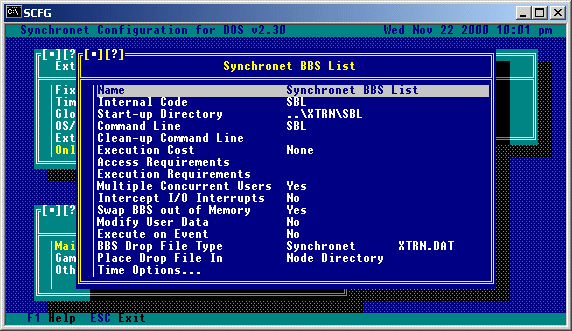 SCFG
Synchronet Configuration for DOS v2.30 Wed Nov 22 2000 10:01 pm
[■][?
Ext
Fix
Tim
Glo
OS/
Ext
Onl
[■][?
Mai
Gam
Oth
[■][?]
Synchronet BBS List
Name Synchronet BBS List
Internal Code SBL
Start-up Directory ..\XTRN\SBL
Command Line SBL
Clean-up Command Line
Execution Cost None
Access Requirements
Execution Requirements
Multiple Concurrent Users Yes
Intercept I/O Interrupts No
Swap BBS out of Memory Yes
Modify User Data No
Execute on Event No
BBS Drop File Type Synchronet XTRN.DAT
Place Drop File In Node Directory
Time Options...
F1 Help ESC Exit